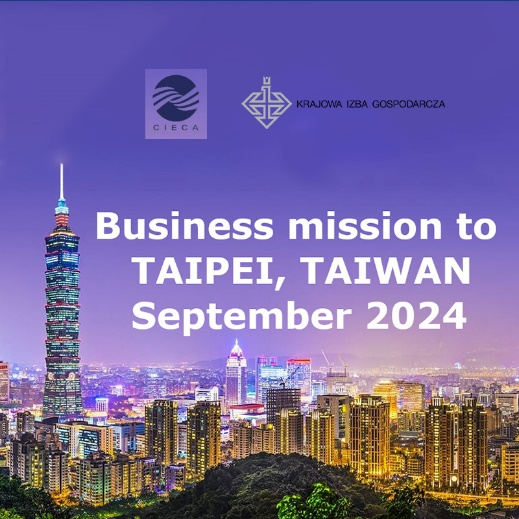 CIECA
KRAJOWA IZBA GOSPODARCZA
Business mission to
TAIPEI, TAIWAN
September 2024